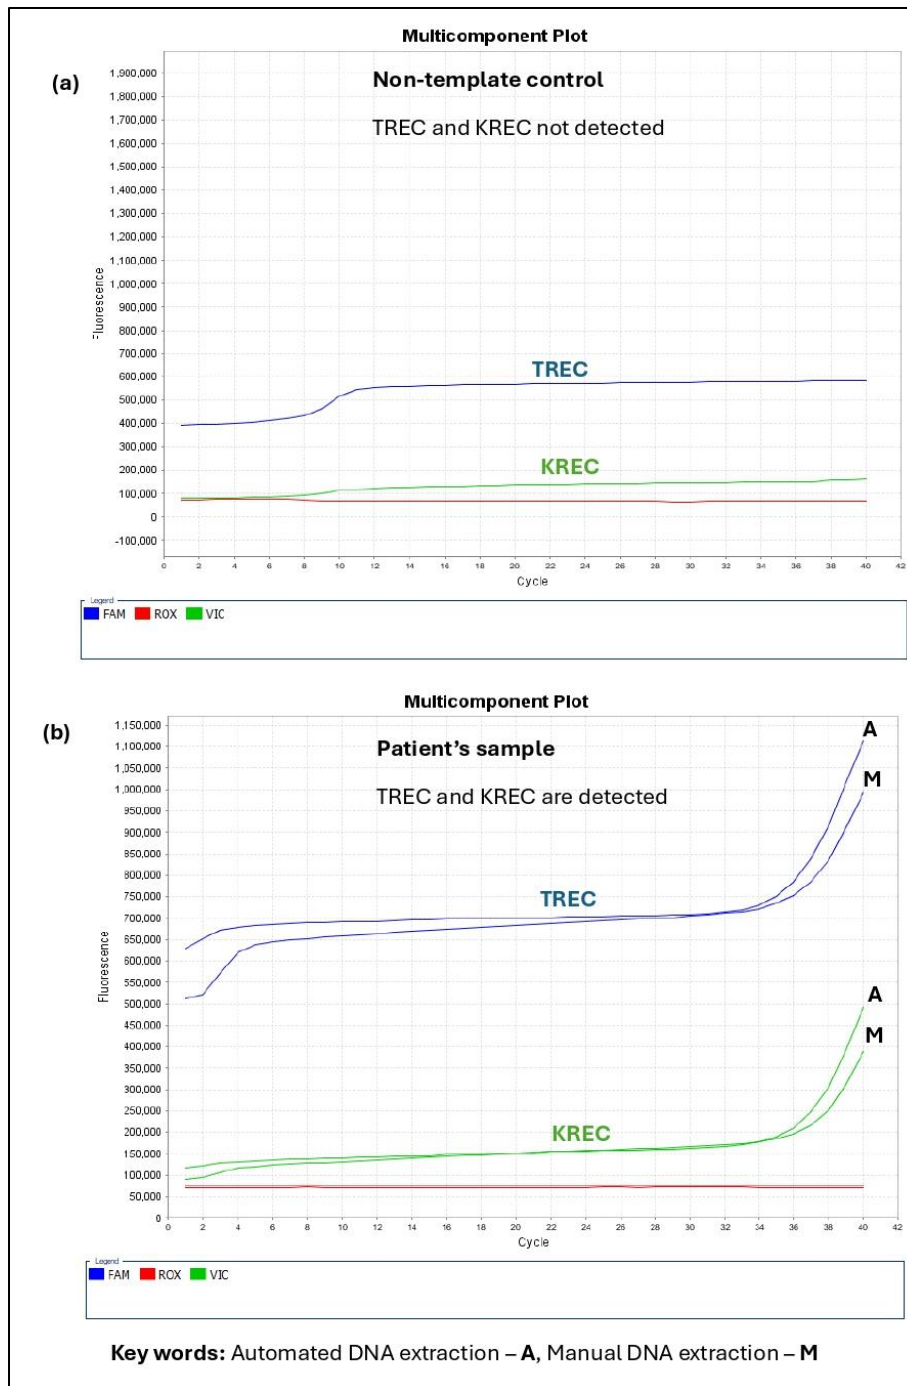 Multicomponent Plot
(a)
Non-template control
TREC and KREC not detected
1,900,000
1,800,000
1,700,000
1,600,000
1,500,000
1,400,000
1,300,000
1,200,000
1,100,000
1,000,000
900,000
800,000
700,000
600,000
500,000
400,000
300,000
200,000
100,000
0
-100,000
Fluorescence
TREC
KREC
0 2 4 6 8 10 12 14 16 18 20 22 24 26 28 30 32 34 36 38 40 42
Cycle
Legend
FAM ROX VIC
Multicomponent Plot
(b)
Patient's sample
TREC and KREC are detected
1,150,000
1,100,000
1,050,000
1,000,000
950,000
900,000
850,000
800,000
750,000
700,000
650,000
600,000
550,000
500,000
450,000
400,000
350,000
300,000
250,000
200,000
150,000
100,000
50,000
0
Fluorescence
A
M
TREC
A
M
KREC
0 2 4 6 8 10 12 14 16 18 20 22 24 26 28 30 32 34 36 38 40 42
Cycle
Legend
FAM ROX VIC
Key words: Automated DNA extraction – A, Manual DNA extraction – M